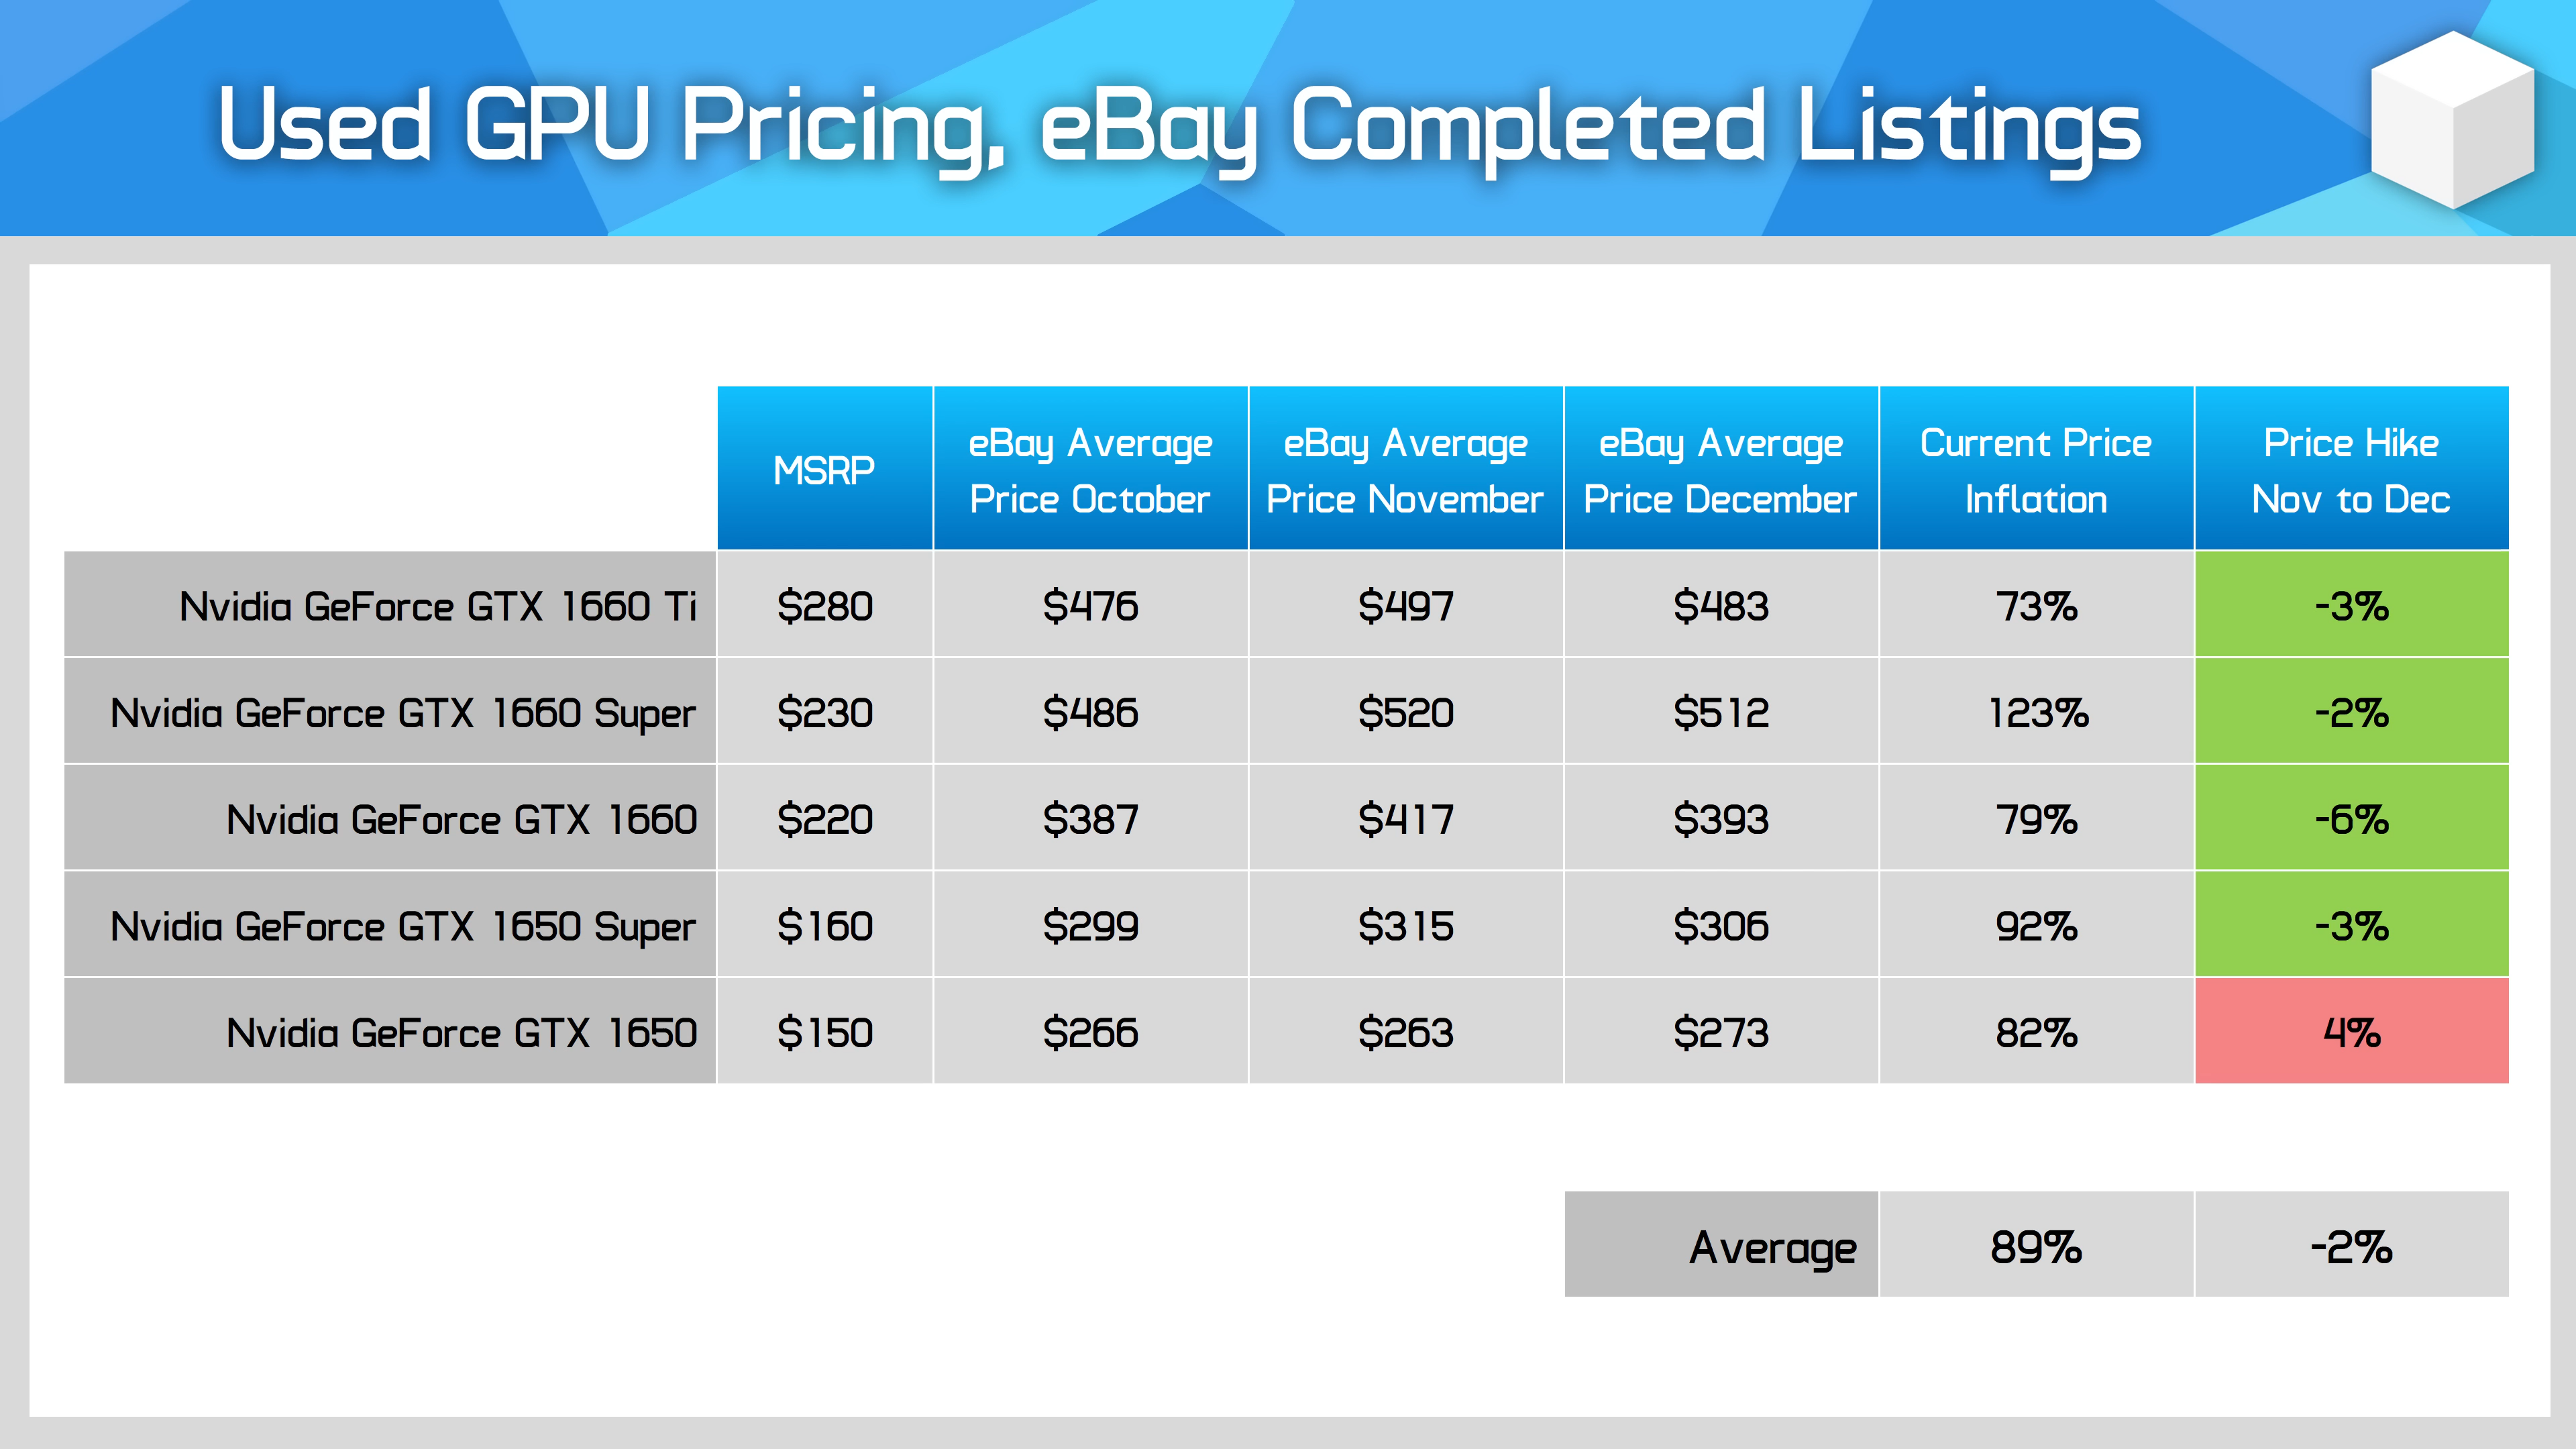 Used GPU Pricing, eBay Completed Listings
MSRP
eBay Average
Price October
eBay Average
Price November
eBay Average
Price December
Current Price
Inflation
Price Hike
Nov to Dec
Nvidia GeForce GTX 1660 Ti $280 $476 $497 $483 73% -3%
Nvidia GeForce GTX 1660 Super $230 $486 $520 $512 123% -2%
Nvidia GeForce GTX 1660 $220 $387 $417 $393 79% -6%
Nvidia GeForce GTX 1650 Super $160 $299 $315 $306 92% -3%
Nvidia GeForce GTX 1650 $150 $266 $263 $273 82% 4%
Average 89% -2%